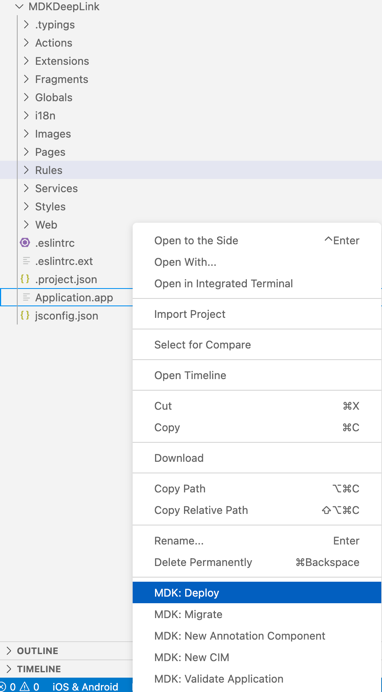 MDKDeepLink
.typings
Actions
Extensions
Fragments
Globals
i18n
Images
Pages
Rules
Services
Styles
Web
.eslintrc
.eslintrc.ext
{} .project.json
Application.app
{} jsconfig.json
Open to the Side ^Enter
Open With...
Open in Integrated Terminal
Import Project
Select for Compare
Open Timeline
Cut ⌘X
Copy ⌘C
Download
Copy Path ⌥⌘C
Copy Relative Path ⇧⌥⌘C
Rename... Enter
Delete Permanently ⌘Backspace
MDK: Deploy
MDK: Migrate
MDK: New Annotation Component
MDK: New CIM
MDK: Validate Application
OUTLINE
TIMELINE
0 0 iOS & Android